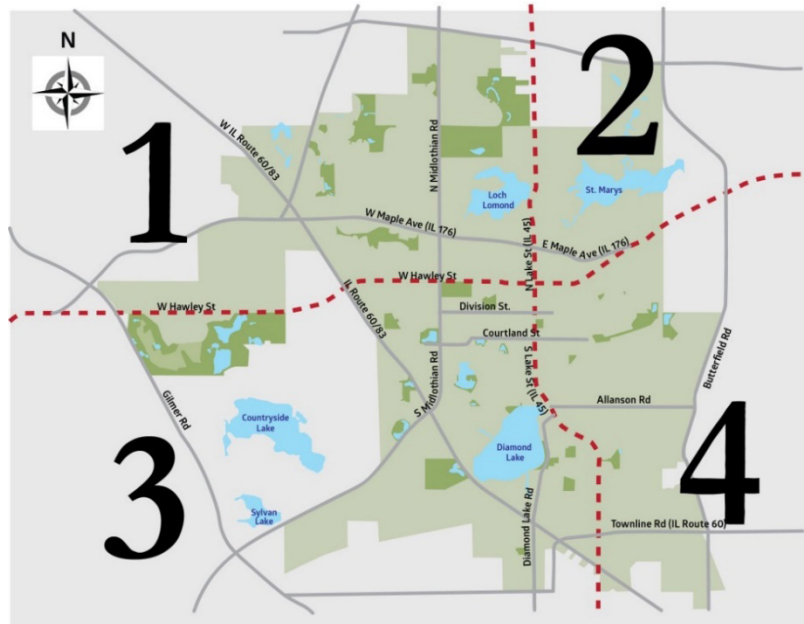 N
1
2
W IL Route 60/83
N Midlothian Rd
Loch
Lomond
St. Marys
W Maple Ave (IL 176)
N Lake St (IL 45)
E Maple Ave (IL 176)
W Hawley St
W Hawley St
IL Route 60/83
Division St.
Courtland St
S Lake St (IL 45)
Butterfield Rd
Gilmer Rd
S Midlothian Rd
Allanson Rd
Countryside
Lake
Diamond
Lake
3
4
Sylvan
Lake
Diamond Lake Rd
Townline Rd (IL Route 60)